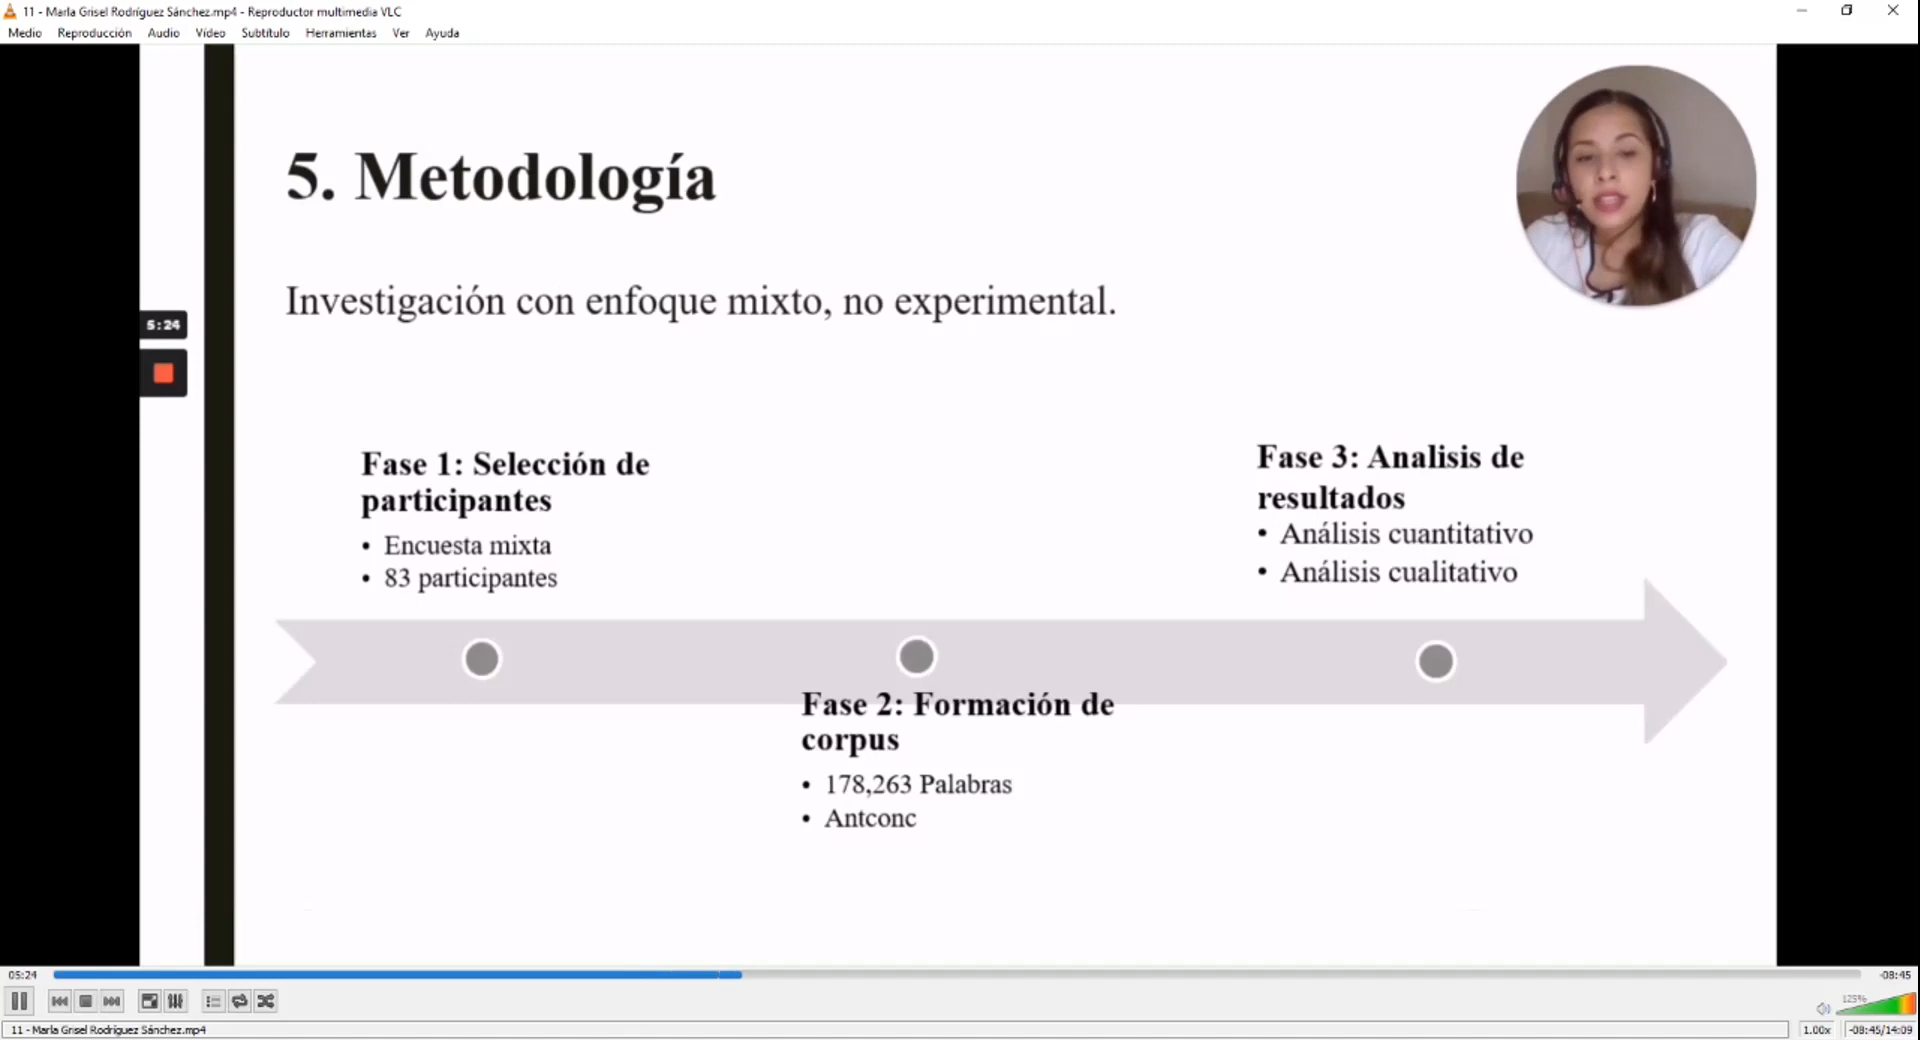 11 - Marla Grisel Rodríguez Sánchez.mp4 - Reproductor multimedia VLC
Medio Reproducción Audio Vídeo Subtítulo Herramientas Ver Ayuda
5. Metodología
Investigación con enfoque mixto, no experimental.
5:24
Fase 1: Selección de
participantes
• Encuesta mixta
• 83 participantes
Fase 3: Analisis de
resultados
• Análisis cuantitativo
• Análisis cualitativo
Fase 2: Formación de
corpus
• 178,263 Palabras
• Antconc
05:24
-08:45
125%
11 - Marla Grisel Rodríguez Sánchez.mp4
1.00x
-08:45/14:09